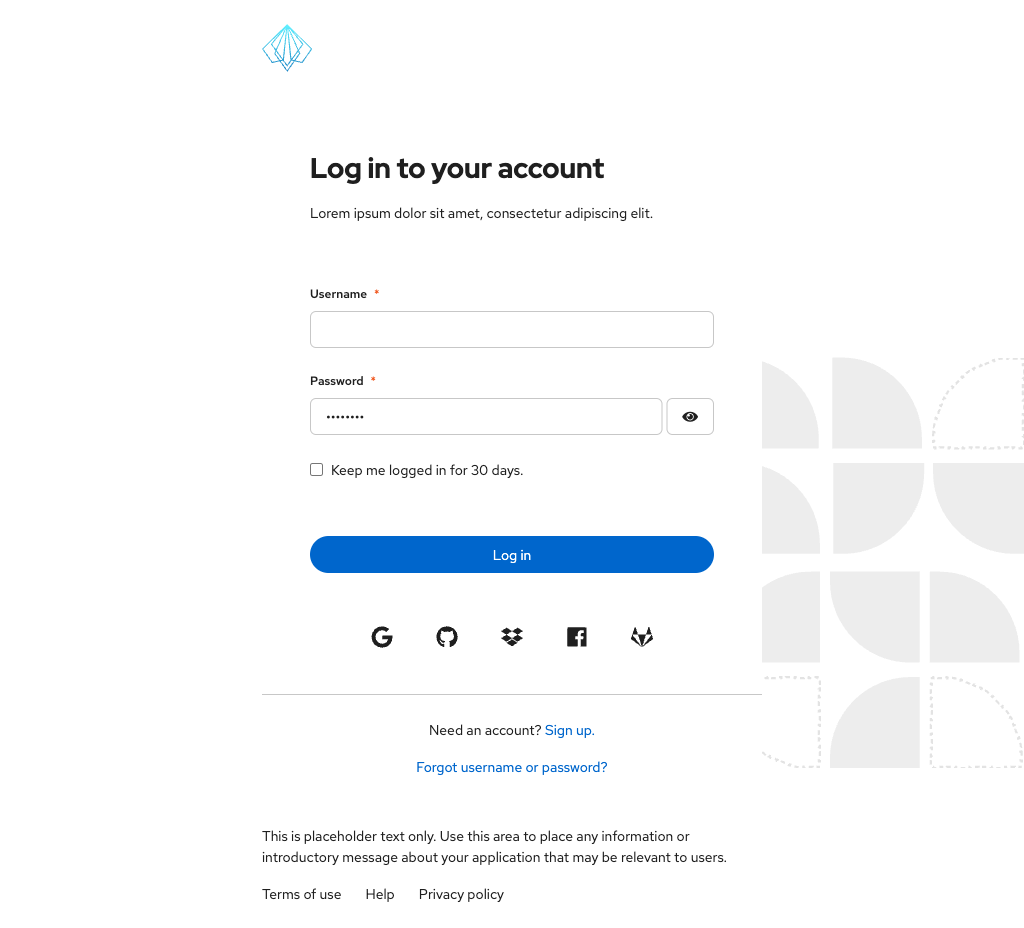 Log in to your account
Lorem ipsum dolor sit amet, consectetur adipiscing elit.
Username *
Password *
••••••••
Keep me logged in for 30 days.
Log in
Need an account? Sign up.
Forgot username or password?
This is placeholder text only. Use this area to place any information or
introductory message about your application that may be relevant to users.
Terms of use Help Privacy policy